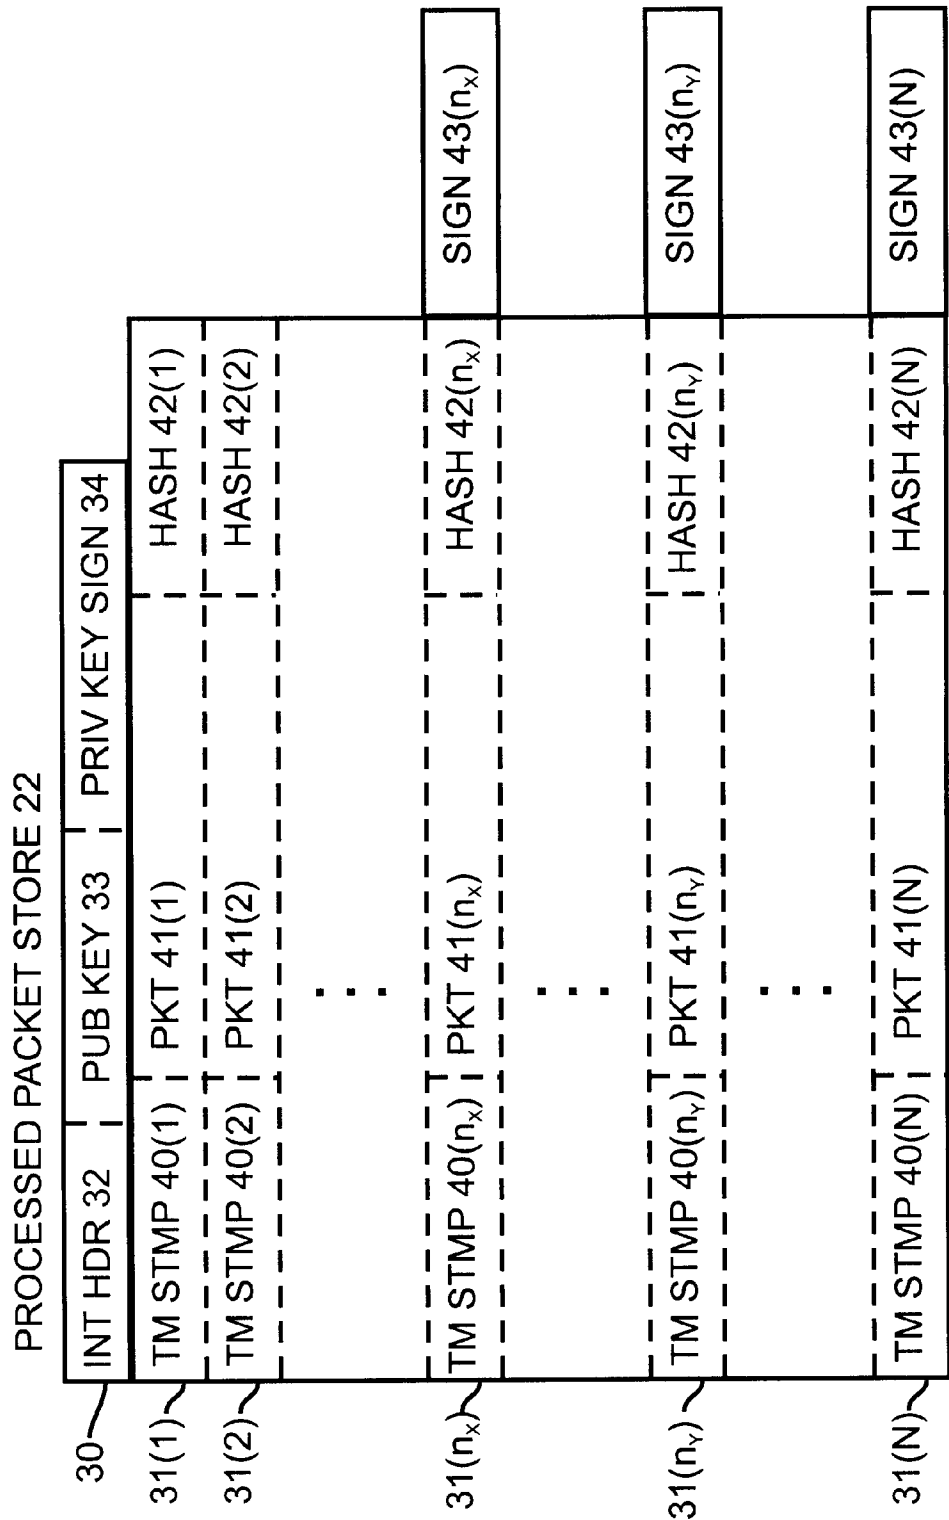 PROCESSED PACKET STORE 22
30 INT HDR 32 PUB KEY 33 PRIV KEY SIGN 34
31(1) TM STMP 40(1) PKT 41(1) HASH 42(1)
31(2) TM STMP 40(2) PKT 41(2) HASH 42(2)
31(nX) TM STMP 40(nX) PKT 41(nX) HASH 42(nX) SIGN 43(nX)
31(nY) TM STMP 40(nY) PKT 41(nY) HASH 42(nY) SIGN 43(nY)
31(N) TM STMP 40(N) PKT 41(N) HASH 42(N) SIGN 43(N)